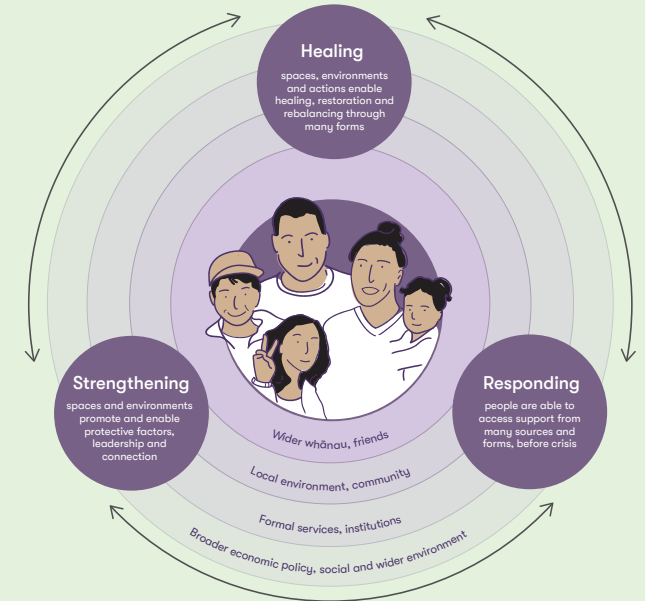 Healing
spaces, environments
and actions enable
healing, restoration and
rebalancing through
many forms
Strengthening
spaces and environments
promote and enable
protective factors,
leadership and
connection
Responding
people are able to
access support from
many sources and
forms, before crisis
Wider whānau, friends
Local environment, community
Formal services, institutions
Broader economic policy, social and wider environment